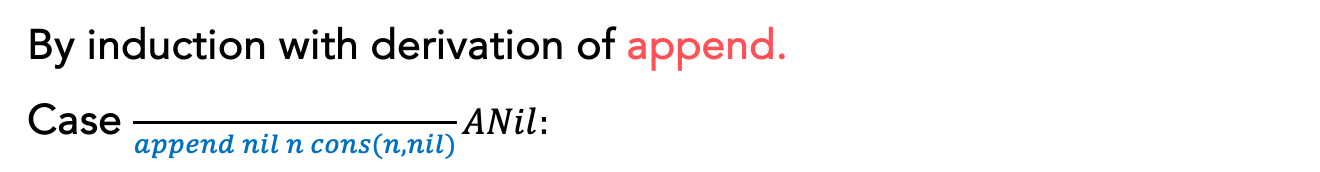 By induction with derivation of append.
Case append nil n cons(n,nil) ANil: